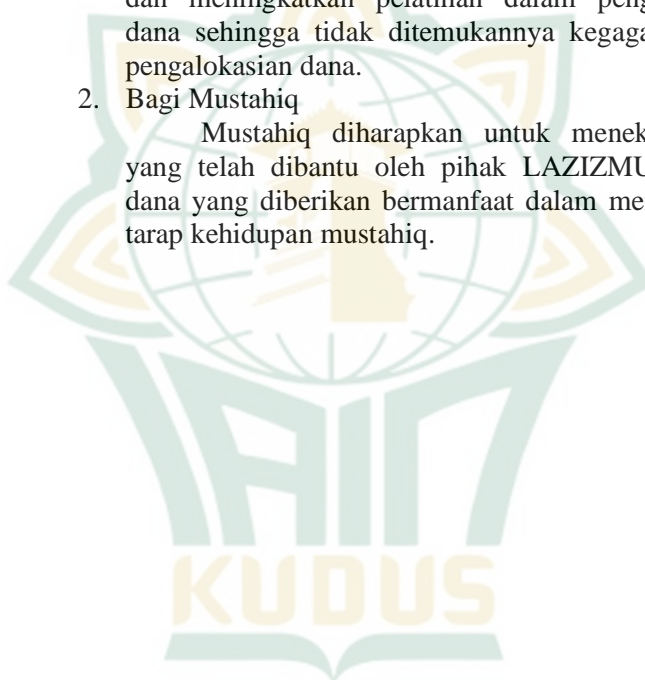 dan meningkatkan pelatihan dalam
dana sehingga tidak ditemukannya
pengalokasian dana.
2. Bagi Mustahiq
Mustahiq diharapkan untuk
yang telah dibantu oleh pihak
dana yang diberikan bermanfaat dalam
tarap kehidupan mustahiq.
IAIN
KUDUS